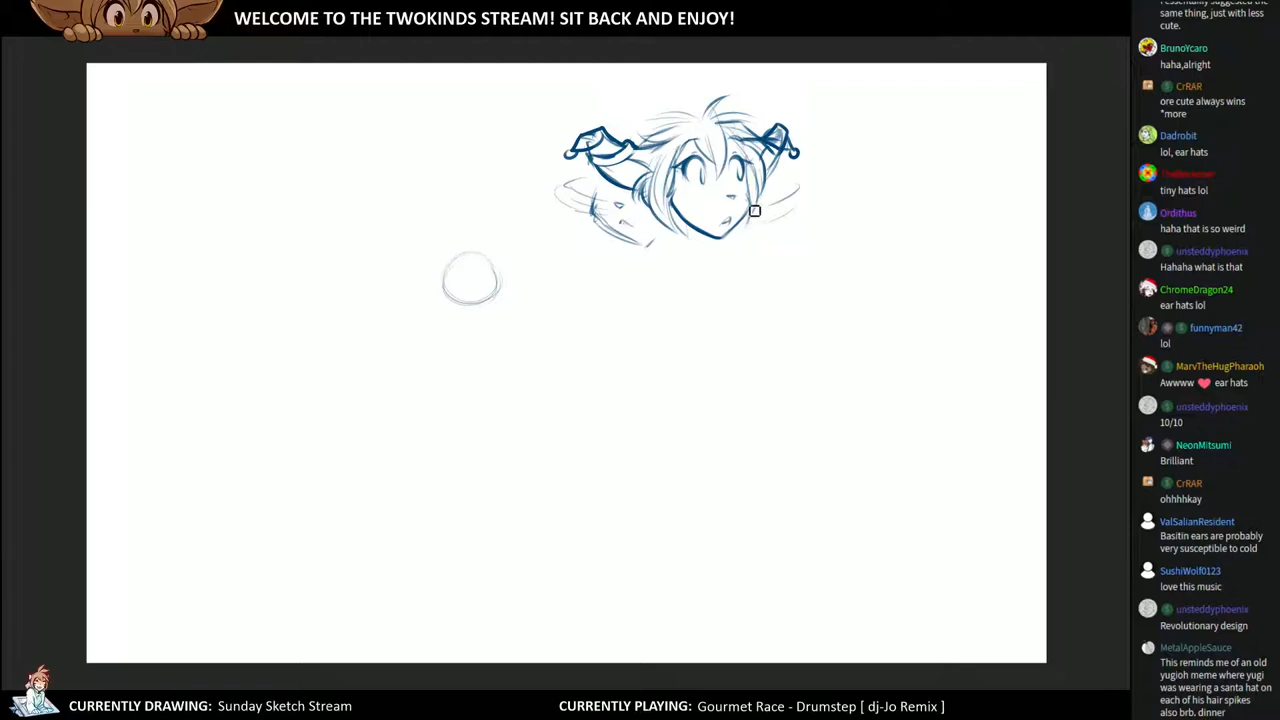 WELCOME TO THE TWOKINDS STREAM! SIT BACK AND ENJOY!
same thing, just with less
cute.
BrunoYcaro
haha,alright
CrRAR
ore cute always wins
*more
Dadrobit
lol, ear hats
tiny hats lol
Ordithus
haha that is so weird
unsteddyphoenix
Hahaha what is that
ChromeDragon24
ear hats lol
funnyman42
lol
MarvTheHugPharaoh
Awwww ❤ ear hats
unsteddyphoenix
10/10
NeonMitsumi
Brilliant
CrRAR
ohhhhkay
ValSalianResident
Basitin ears are probably
very susceptible to cold
SushiWolf0123
love this music
unsteddyphoenix
Revolutionary design
MetalAppleSauce
This reminds me of an old
yugioh meme where yugi
was wearing a santa hat on
each of his hair spikes
also brb. dinner
CURRENTLY DRAWING: Sunday Sketch Stream
CURRENTLY PLAYING: Gourmet Race - Drumstep [ dj-Jo Remix ]